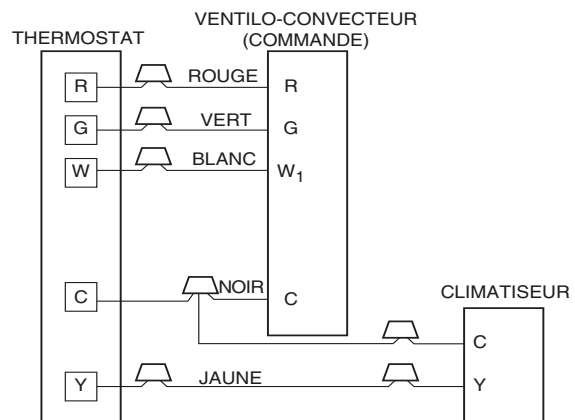 VENTILO-CONVECTEUR
(COMMANDE)
THERMOSTAT
R ROUGE R
G VERT G
W BLANC W₁
C NOIR C
CLIMATISEUR
C
Y JAUNE Y